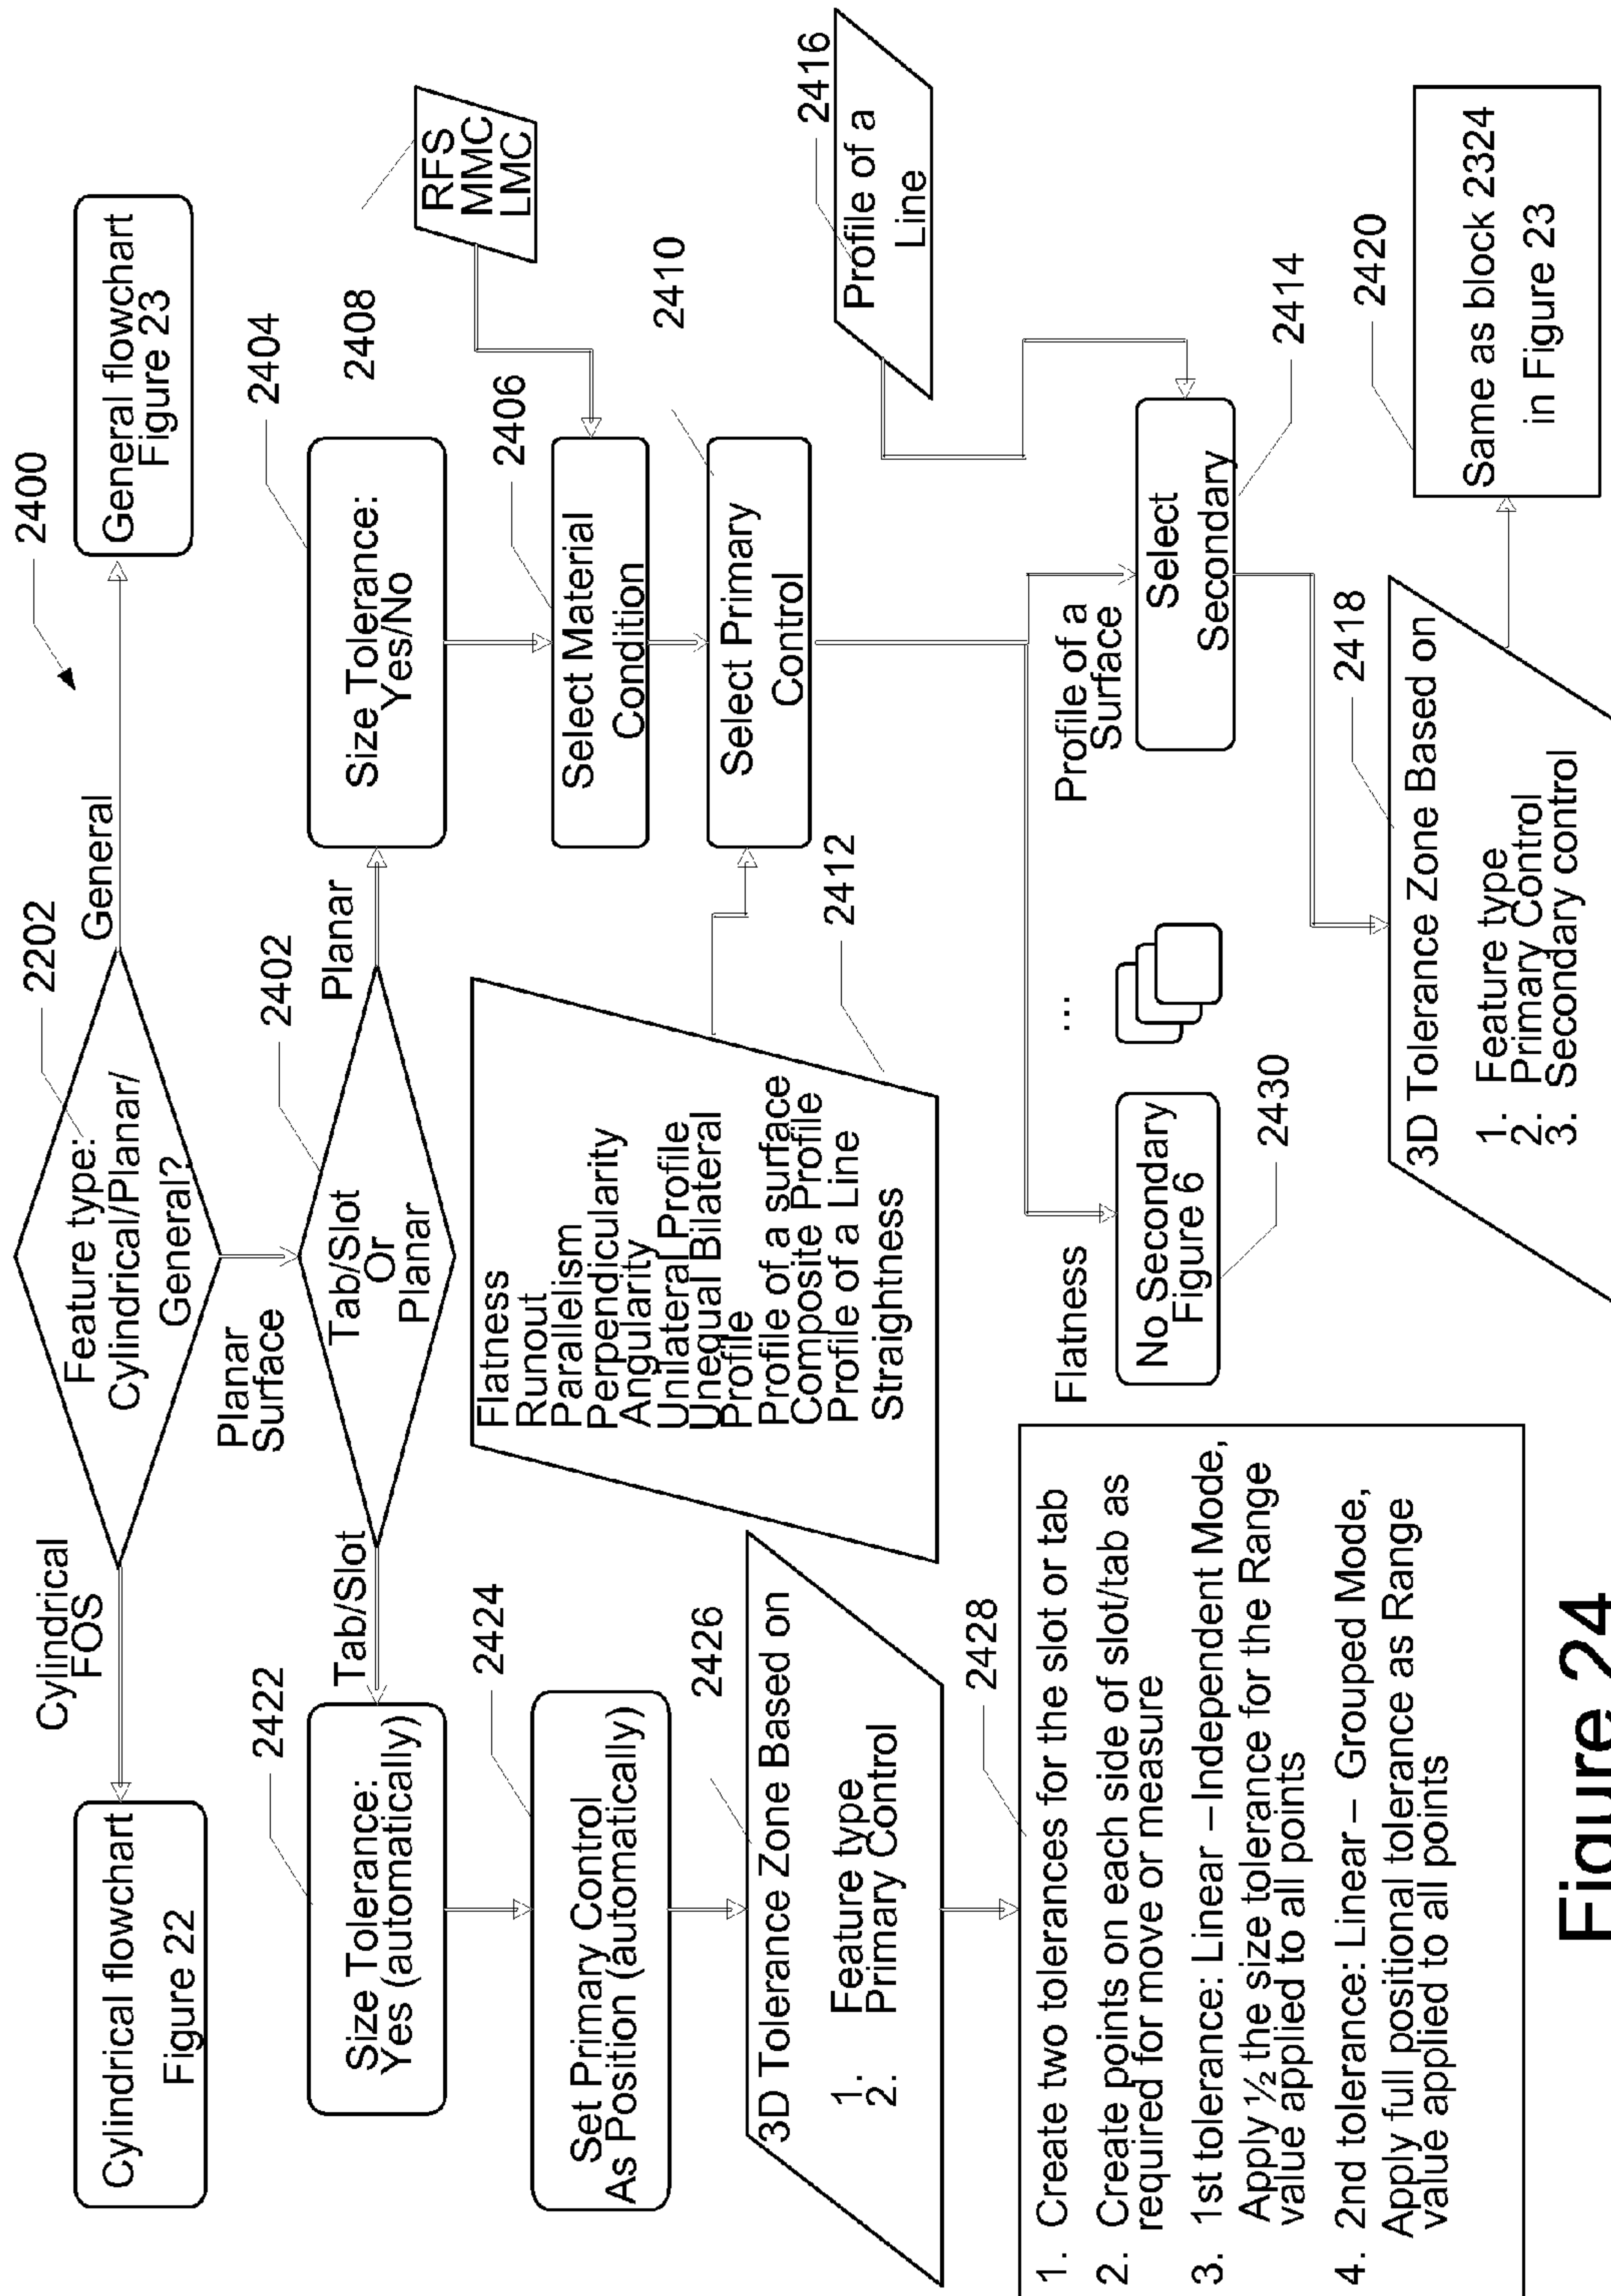 2400
2202
Feature type:
Cylindrical/Planar/
General?
Cylindrical
FOS
General
Cylindrical flowchart
Figure 22
General flowchart
Figure 23
Planar
Surface
2402
Tab/Slot
Or
Planar
Tab/Slot
Planar
2422
Size Tolerance:
Yes (automatically)
2424
Set Primary Control
As Position (automatically)
2426
3D Tolerance Zone Based on
1. Feature type
2. Primary Control
2428
1. Create two tolerances for the slot or tab
2. Create points on each side of slot/tab as
required for move or measure
3. 1st tolerance: Linear –Independent Mode,
Apply ½ the size tolerance for the Range
value applied to all points
4. 2nd tolerance: Linear – Grouped Mode,
Apply full positional tolerance as Range
value applied to all points
2404
Size Tolerance:
Yes/No
2408
RFS
MMC
LMC
2406
Select Material
Condition
2410
Select Primary
Control
2412
Flatness
Runout
Parallelism
Perpendicularity
Angularity
Unilateral Profile
Unequal Bilateral
Profile
Profile of a surface
Composite Profile
Profile of a Line
Straightness
2416
Profile of a
Line
Flatness
...
Profile of a
Surface
No Secondary
Figure 6
2430
Select
Secondary
2414
2418
3D Tolerance Zone Based on
1. Feature type
2. Primary Control
3. Secondary control
2420
Same as block 2324
in Figure 23
Figure 24